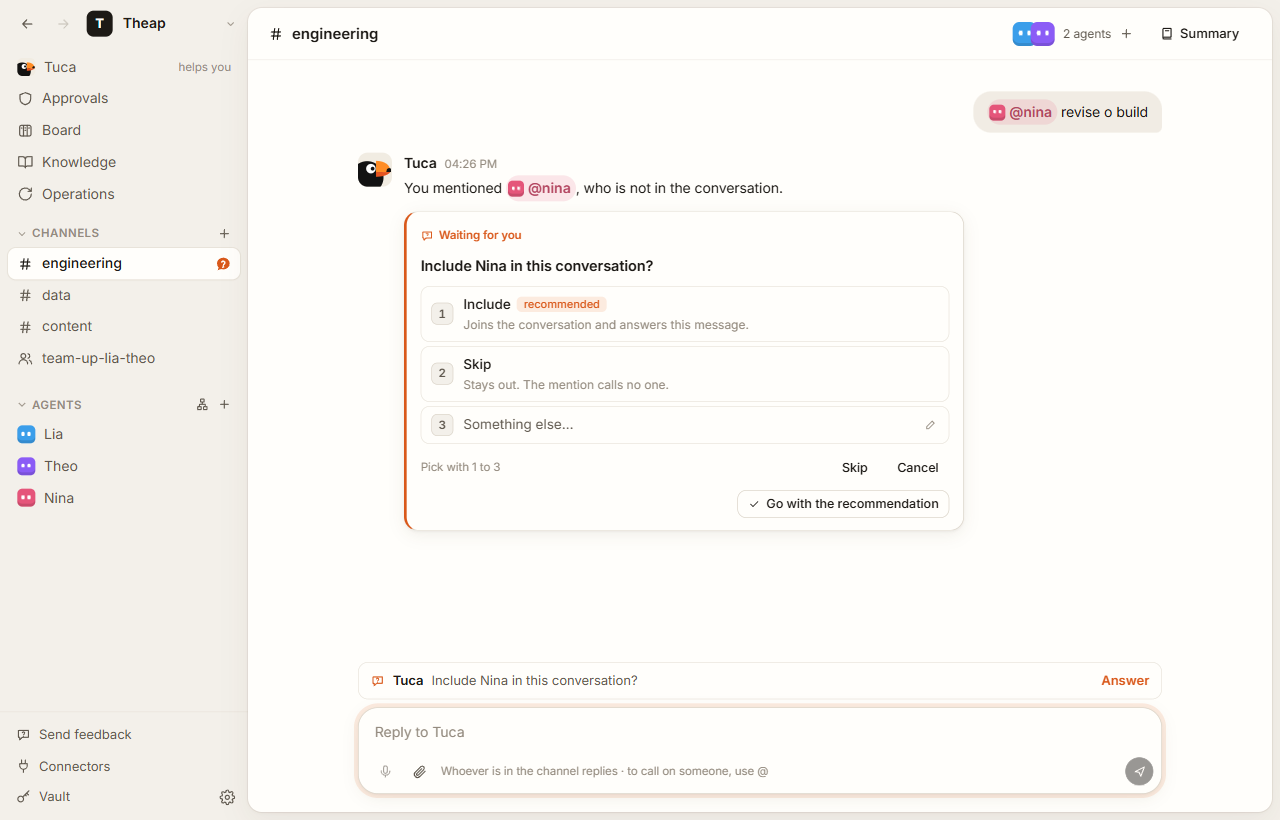 T Theap
Tuca helps you
Approvals
Board
Knowledge
Operations
CHANNELS
# engineering ?
# data
# content
team-up-lia-theo
AGENTS
Lia
Theo
Nina
Send feedback
Connectors
Vault
# engineering
2 agents + Summary
@nina revise o build
Tuca 04:26 PM
You mentioned @nina , who is not in the conversation.
Waiting for you
Include Nina in this conversation?
1 Include recommended
Joins the conversation and answers this message.
2 Skip
Stays out. The mention calls no one.
3 Something else...
Pick with 1 to 3 Skip Cancel
Go with the recommendation
Tuca Include Nina in this conversation? Answer
Reply to Tuca
Whoever is in the channel replies · to call on someone, use @